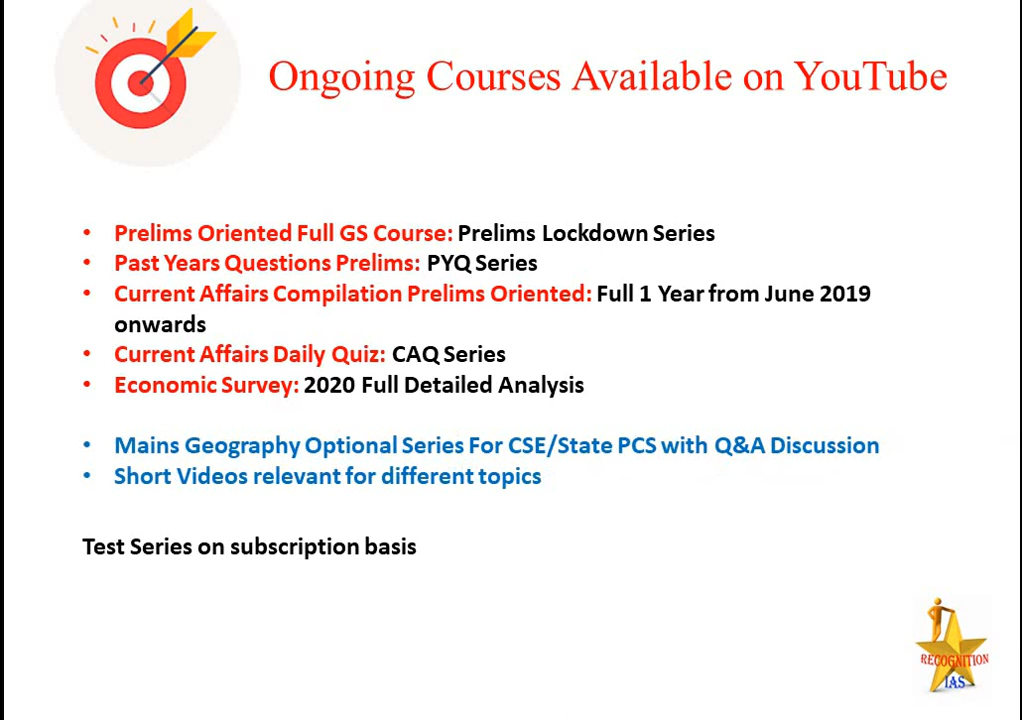 Ongoing Courses Available on YouTube
• Prelims Oriented Full GS Course: Prelims Lockdown Series
• Past Years Questions Prelims: PYQ Series
• Current Affairs Compilation Prelims Oriented: Full 1 Year from June 2019
onwards
• Current Affairs Daily Quiz: CAQ Series
• Economic Survey: 2020 Full Detailed Analysis
• Mains Geography Optional Series For CSE/State PCS with Q&A Discussion
• Short Videos relevant for different topics
Test Series on subscription basis
RECOGNITION
IAS